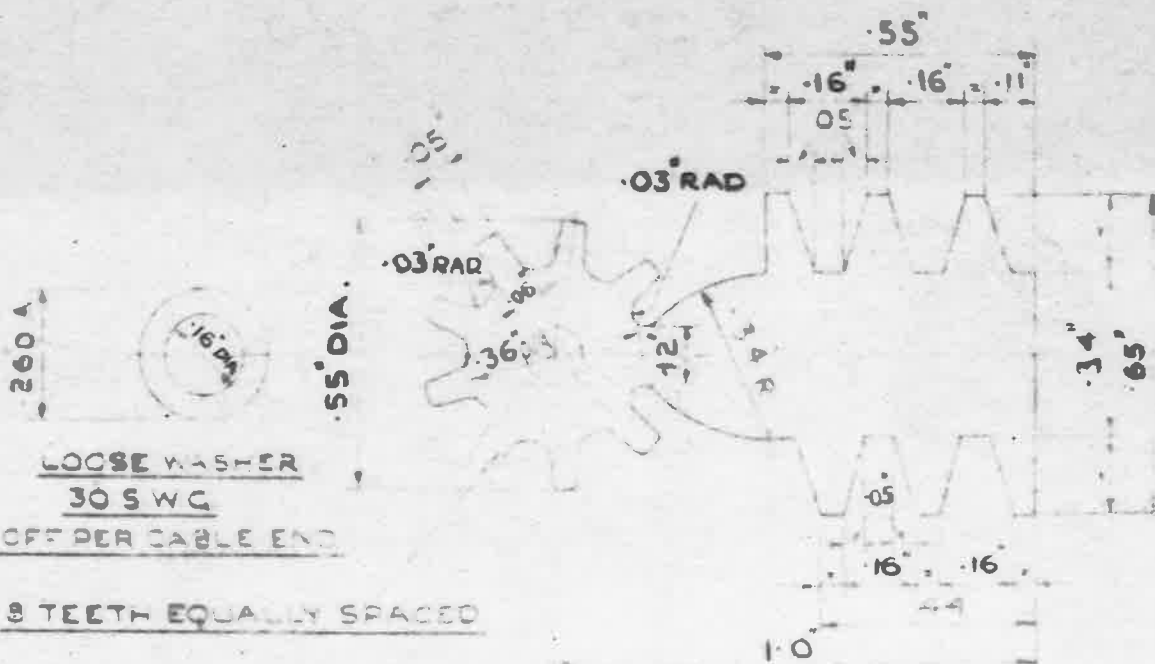 .55"
.16" .16" .11"
05
.05"
.03" RAD
.03" RAD
.06"
.36"
.55" DIA.
.12"
.34 R
.34"
.65"
.260 A
.16" DIA
LOOSE WASHER
30 S W G
OFF PER CABLE END
8 TEETH EQUALLY SPACED
.05"
.16" .16"
.44
1.0"